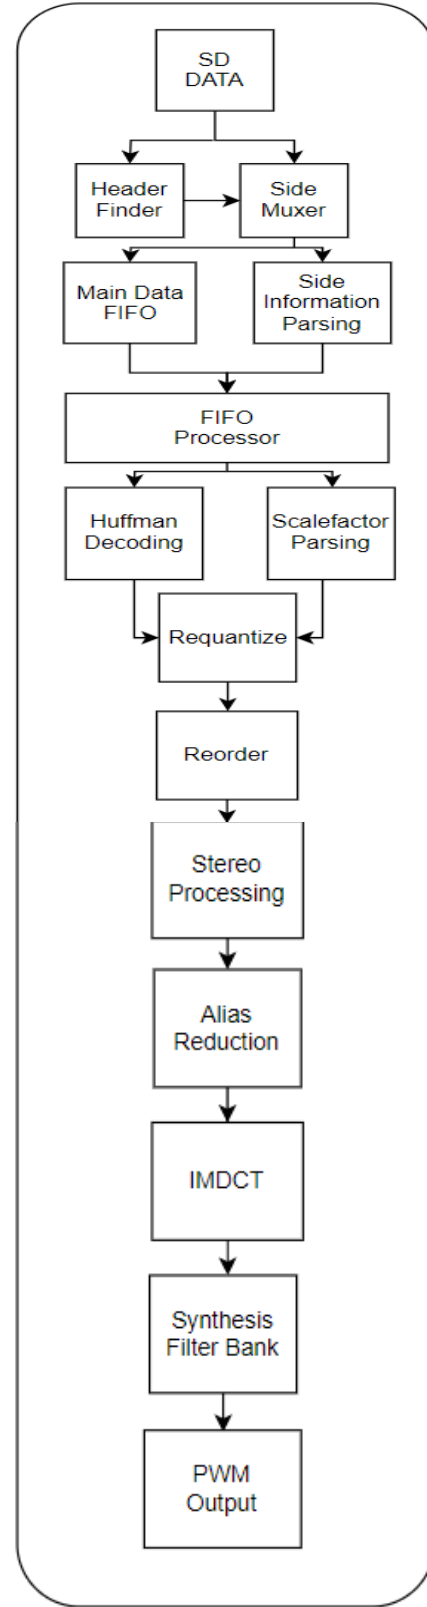 SD
DATA
Header
Finder
Side
Muxer
Main Data
FIFO
Side
Information
Parsing
FIFO
Processor
Huffman
Decoding
Scalefactor
Parsing
Requantize
Reorder
Stereo
Processing
Alias
Reduction
IMDCT
Synthesis
Filter Bank
PWM
Output